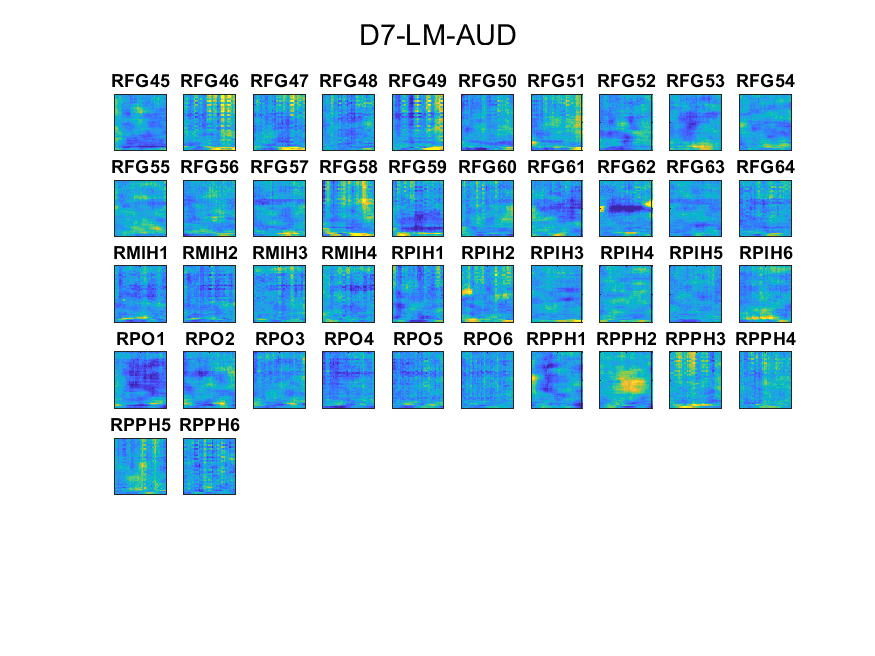 D7-LM-AUD
RFG45 RFG46 RFG47 RFG48 RFG49 RFG50 RFG51 RFG52 RFG53 RFG54
RFG55 RFG56 RFG57 RFG58 RFG59 RFG60 RFG61 RFG62 RFG63 RFG64
RMIH1 RMIH2 RMIH3 RMIH4 RPIH1 RPIH2 RPIH3 RPIH4 RPIH5 RPIH6
RPO1 RPO2 RPO3 RPO4 RPO5 RPO6 RPPH1 RPPH2 RPPH3 RPPH4
RPPH5 RPPH6